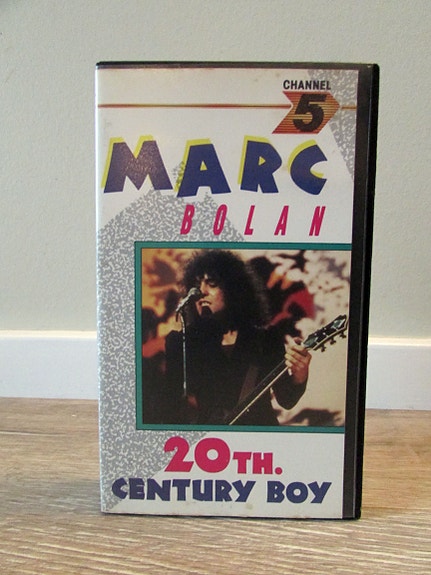 CHANNEL
5
MARC
BOLAN
20TH.
CENTURY BOY